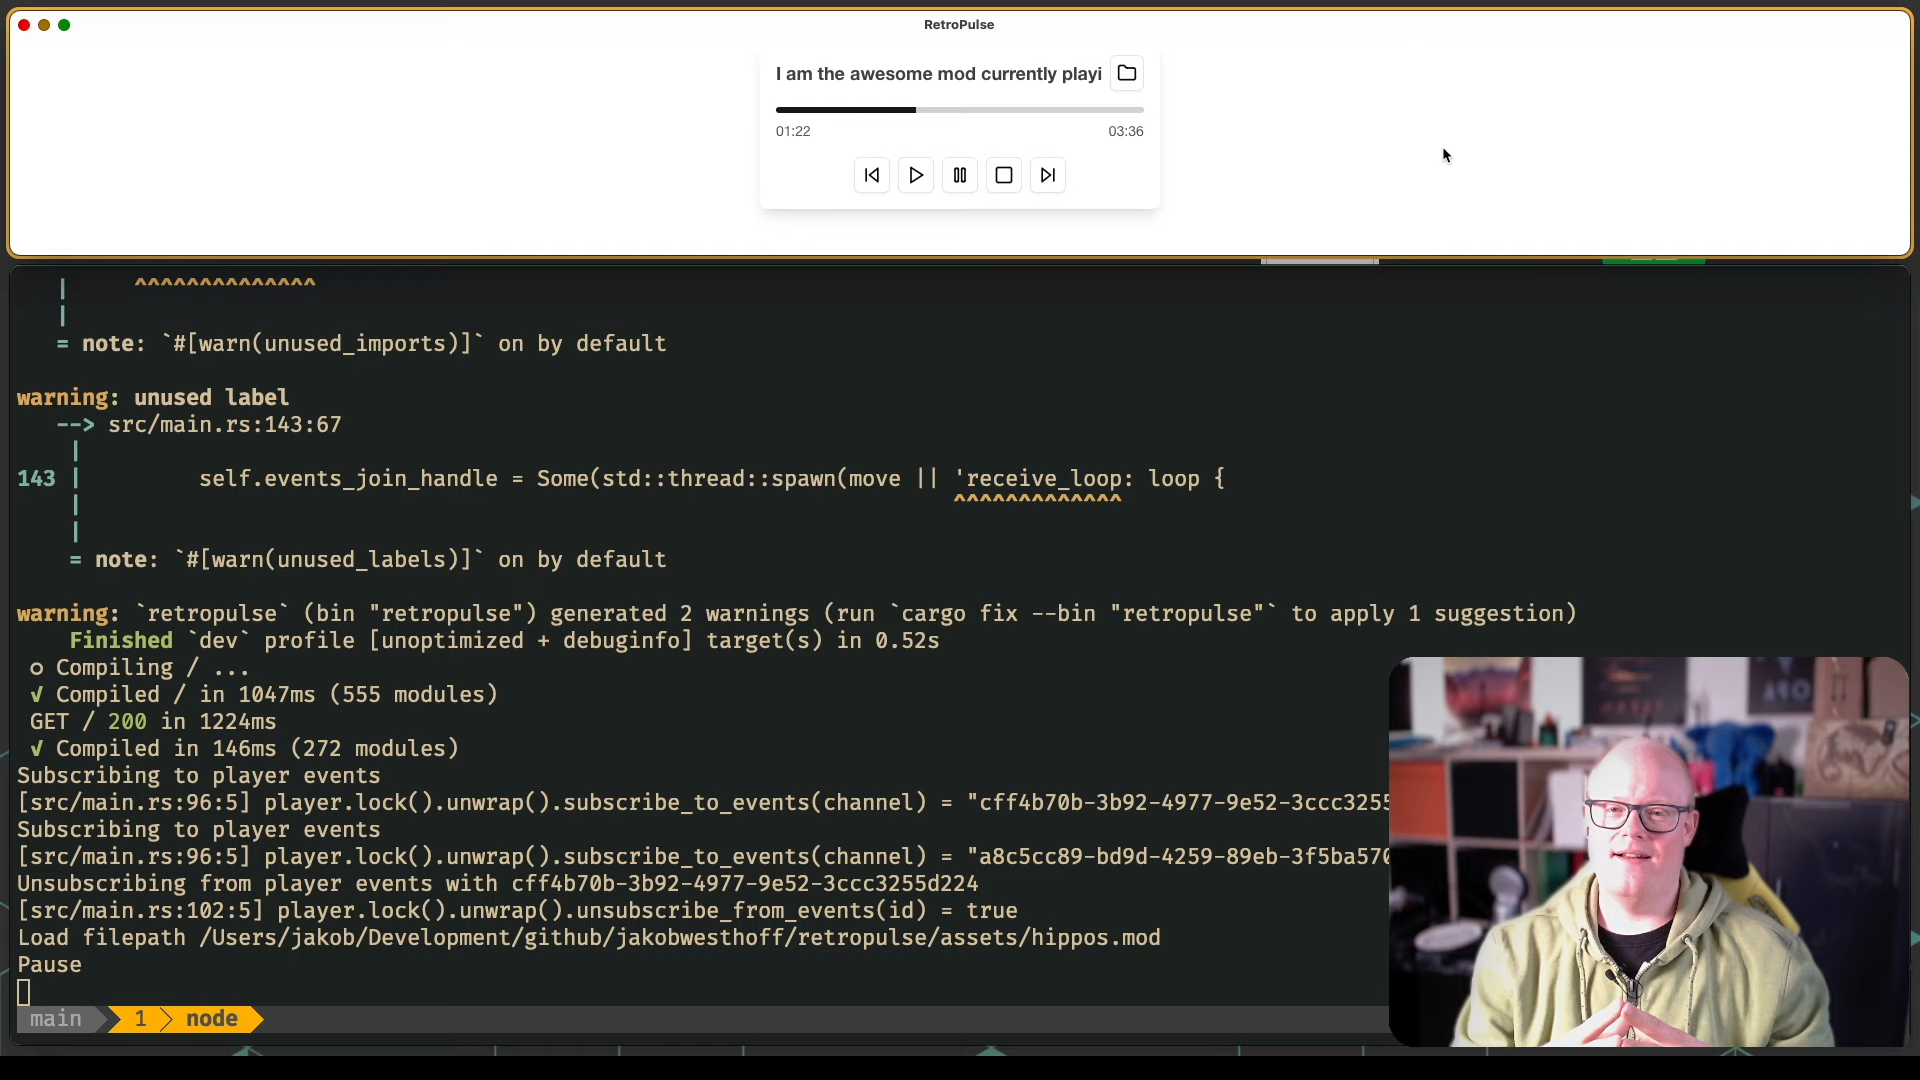 RetroPulse
I am the awesome mod currently playi
01:22 03:36
^^^^^^^^^^^^^^
|
|
= note: `#[warn(unused_imports)]` on by default
warning: unused label
--> src/main.rs:143:67
|
143 | self.events_join_handle = Some(std::thread::spawn(move || 'receive_loop: loop {
| ^^^^^^^^^^^^^
|
= note: `#[warn(unused_labels)]` on by default
warning: `retropulse` (bin "retropulse") generated 2 warnings (run `cargo fix --bin "retropulse"` to apply 1 suggestion)
Finished `dev` profile [unoptimized + debuginfo] target(s) in 0.52s
○ Compiling / ...
✓ Compiled / in 1047ms (555 modules)
GET / 200 in 1224ms
✓ Compiled in 146ms (272 modules)
Subscribing to player events
[src/main.rs:96:5] player.lock().unwrap().subscribe_to_events(channel) = "cff4b70b-3b92-4977-9e52-3ccc3255
Subscribing to player events
[src/main.rs:96:5] player.lock().unwrap().subscribe_to_events(channel) = "a8c5cc89-bd9d-4259-89eb-3f5ba570
Unsubscribing from player events with cff4b70b-3b92-4977-9e52-3ccc3255d224
[src/main.rs:102:5] player.lock().unwrap().unsubscribe_from_events(id) = true
Load filepath /Users/jakob/Development/github/jakobwesthoff/retropulse/assets/hippos.mod
Pause
main 1 node